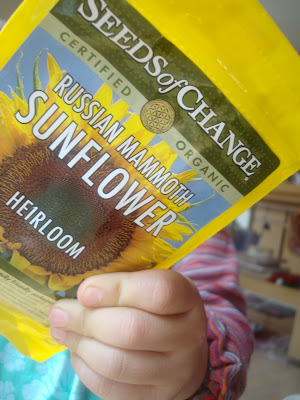 SEEDS of CHANGE
CERTIFIED ORGANIC
RUSSIAN MAMMOTH
SUNFLOWER
HEIRLOOM